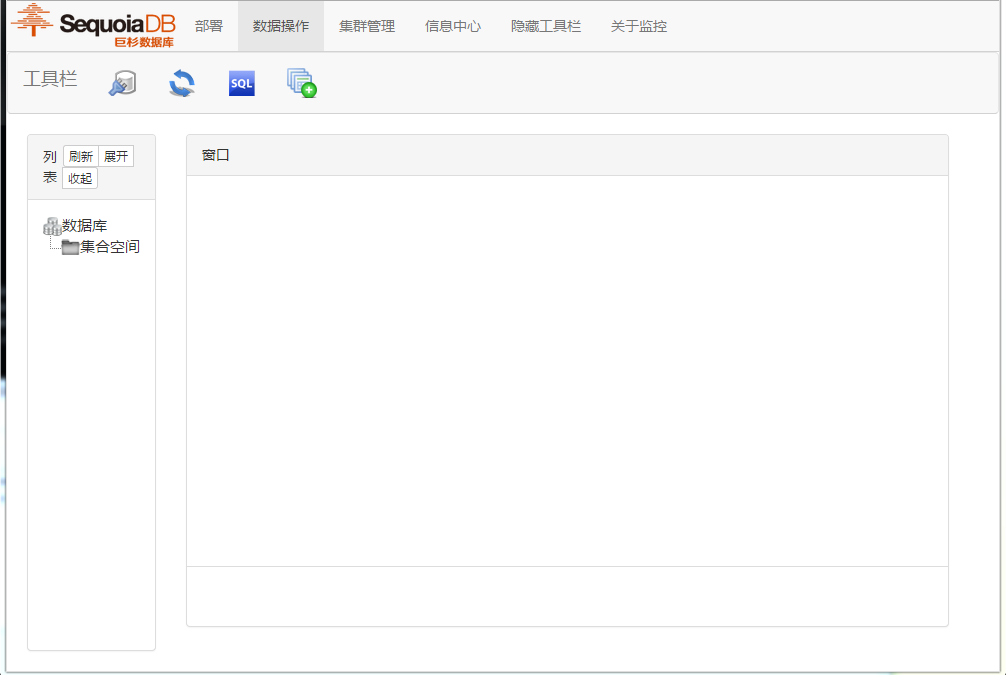 SequoiaDB
巨杉数据库
部署 数据操作 集群管理 信息中心 隐藏工具栏 关于监控
工具栏 SQL
列 刷新 展开
表 收起
数据库
集合空间
窗口